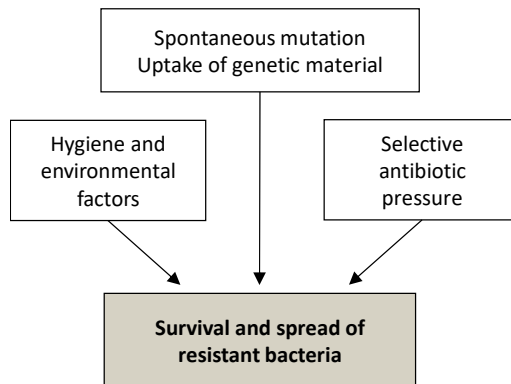 Spontaneous mutation
Uptake of genetic material
Hygiene and
environmental
factors
Selective
antibiotic
pressure
Survival and spread of
resistant bacteria